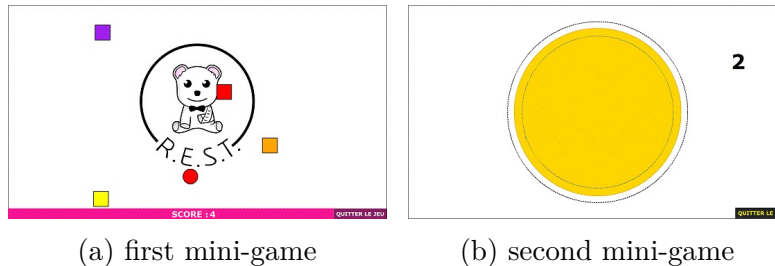 R.E.S.T.
SCORE : 4
QUITTER LE JEU
2
QUITTER LE
(a) first mini-game
(b) second mini-game